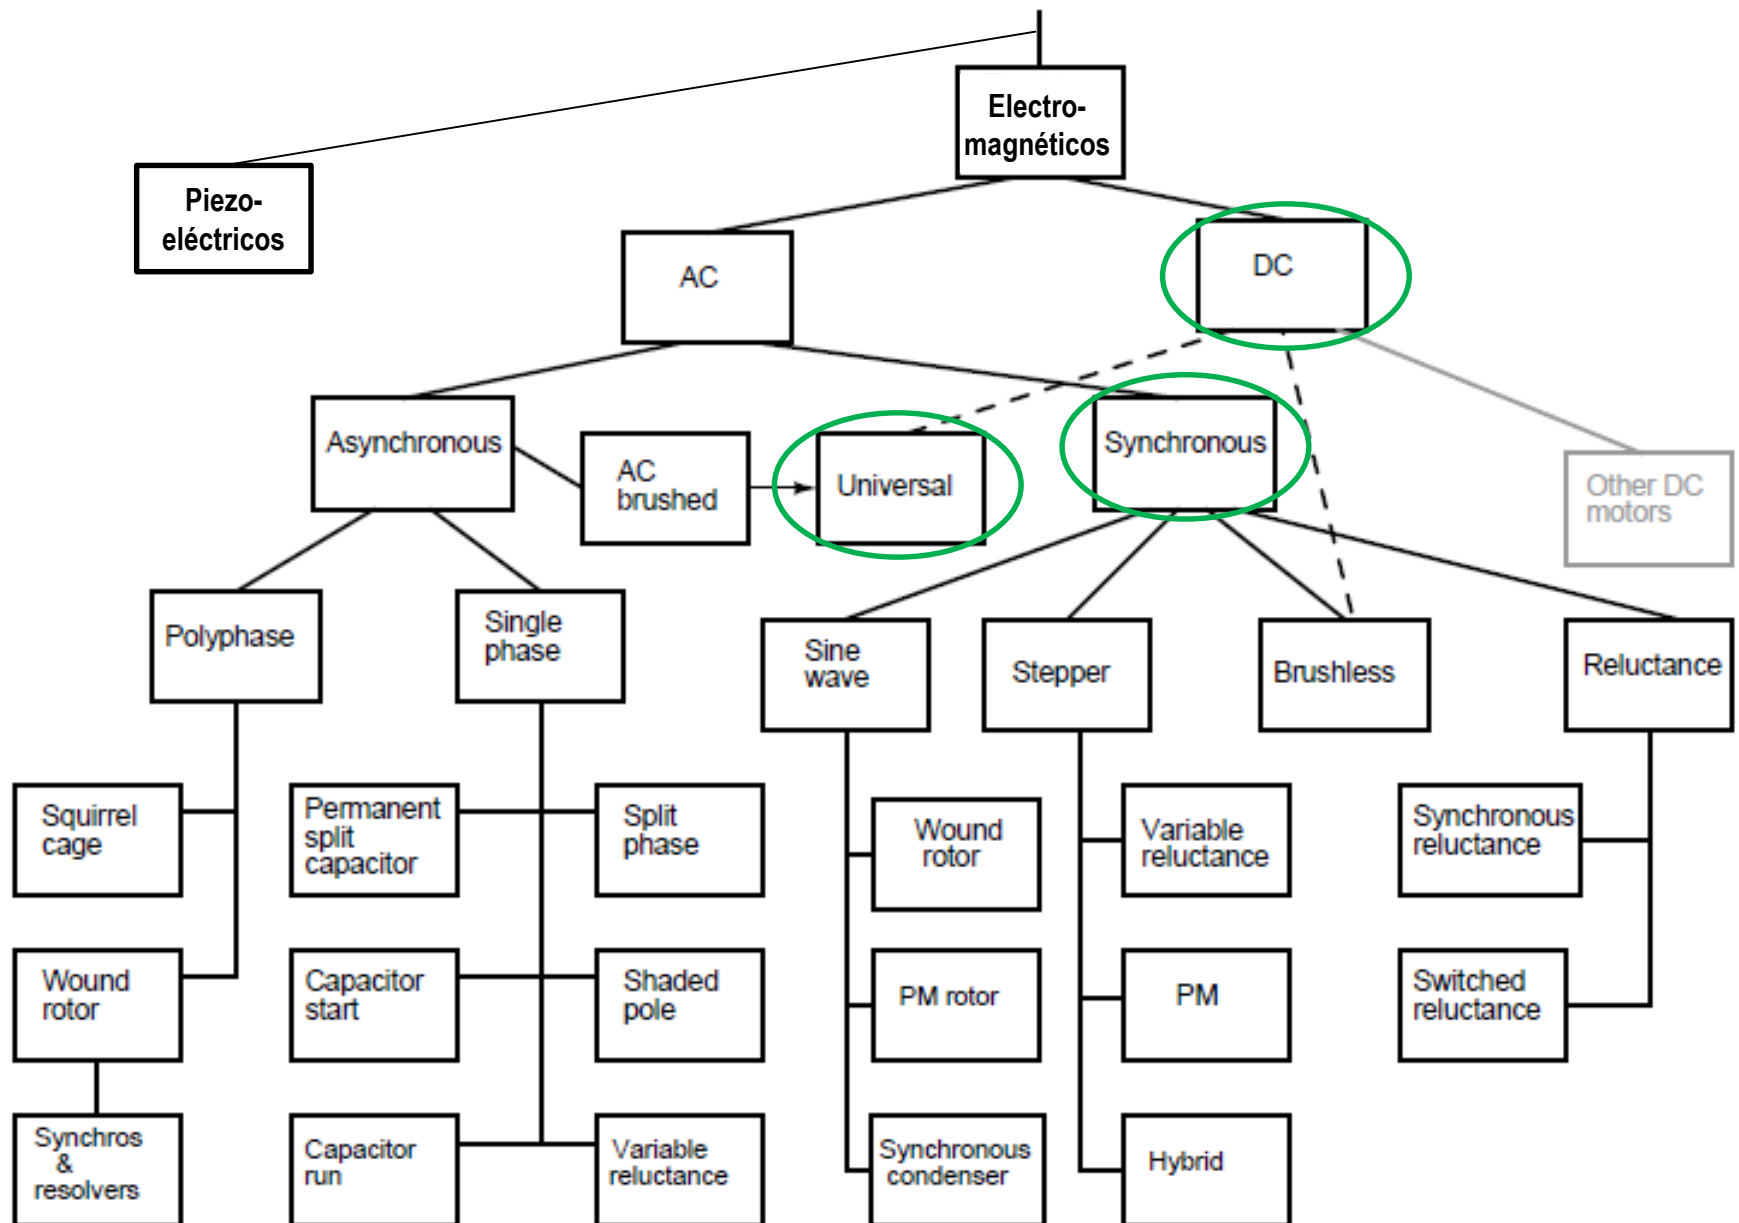 Electro-
magnéticos
Piezo-
eléctricos
AC
DC
Asynchronous
AC
brushed
Universal
Synchronous
Other DC
motors
Polyphase
Single
phase
Sine
wave
Stepper
Brushless
Reluctance
Squirrel
cage
Permanent
split
capacitor
Split
phase
Wound
rotor
Variable
reluctance
Synchronous
reluctance
Wound
rotor
Capacitor
start
Shaded
pole
PM rotor
PM
Switched
reluctance
Synchros
&
resolvers
Capacitor
run
Variable
reluctance
Synchronous
condenser
Hybrid